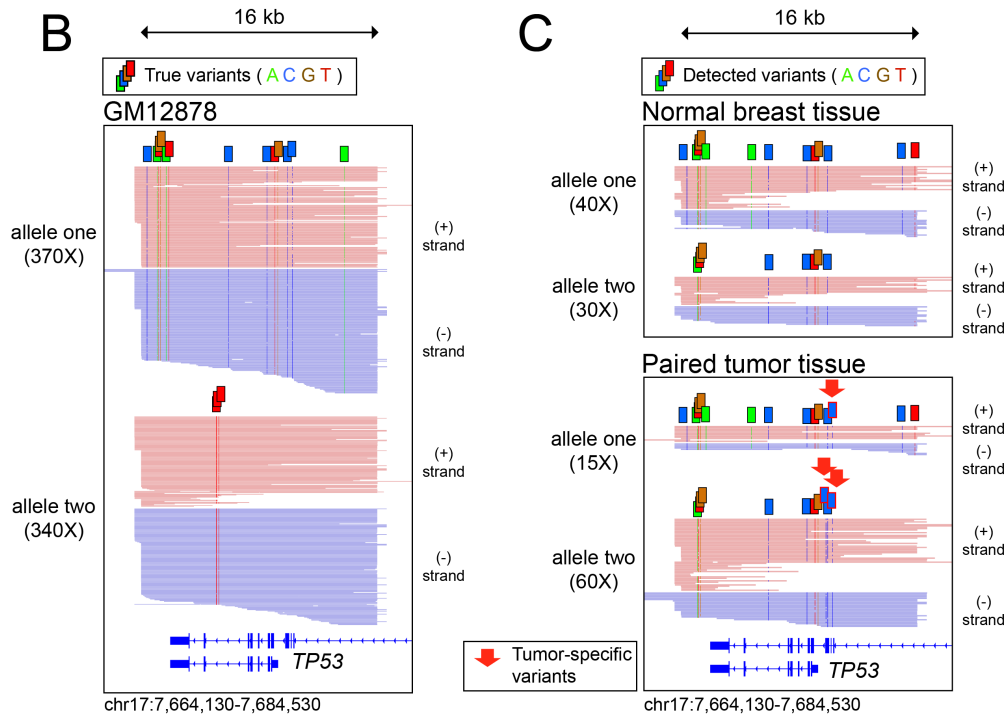 B
16 kb
True variants ( A C G T )
GM12878
allele one
(370X)
(+)
strand
(-)
strand
allele two
(340X)
(+)
strand
(-)
strand
TP53
chr17:7,664,130-7,684,530
C
16 kb
Detected variants ( A C G T )
Normal breast tissue
allele one
(40X)
(+)
strand
(-)
strand
allele two
(30X)
(+)
strand
(-)
strand
Paired tumor tissue
allele one
(15X)
(+)
strand
(-)
strand
allele two
(60X)
(+)
strand
(-)
strand
TP53
Tumor-specific
variants
chr17:7,664,130-7,684,530